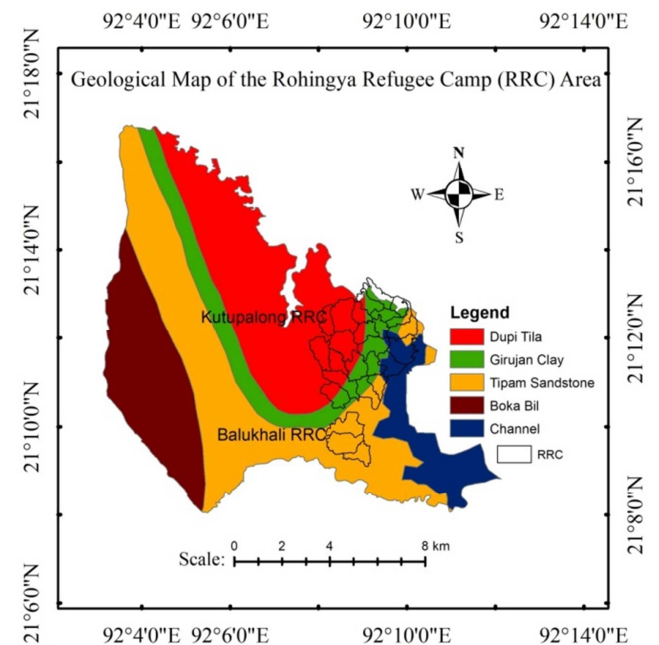 92°4'0"E 92°6'0"E 92°10'0"E 92°14'0"E
21°18'0"N
Geological Map of the Rohingya Refugee Camp (RRC) Area
21°16'0"N
N
W E
S
21°14'0"N
Kutupalong RRC
Legend
Dupi Tila
21°12'0"N
Girujan Clay
Tipam Sandstone
Boka Bil
Channel
RRC
21°10'0"N
Balukhali RRC
21°8'0"N
0 2 4 8 km
Scale:
21°6'0"N
92°4'0"E 92°6'0"E 92°10'0"E 92°14'0"E